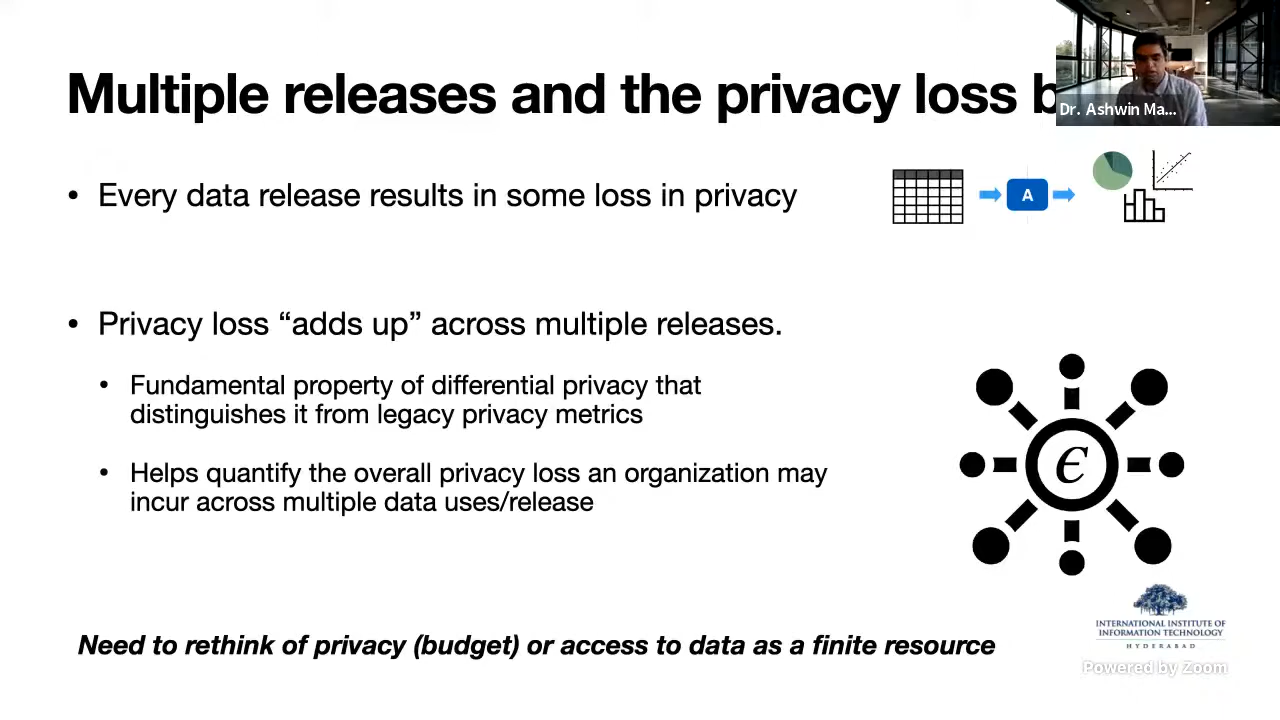 Multiple releases and the privacy loss b
Dr. Ashwin Ma...
• Every data release results in some loss in privacy
A
• Privacy loss “adds up” across multiple releases.
• Fundamental property of differential privacy that
distinguishes it from legacy privacy metrics
• Helps quantify the overall privacy loss an organization may
incur across multiple data uses/release
ϵ
INTERNATIONAL INSTITUTE OF
INFORMATION TECHNOLOGY
HYDERABAD
Need to rethink of privacy (budget) or access to data as a finite resource
Powered by Zoom